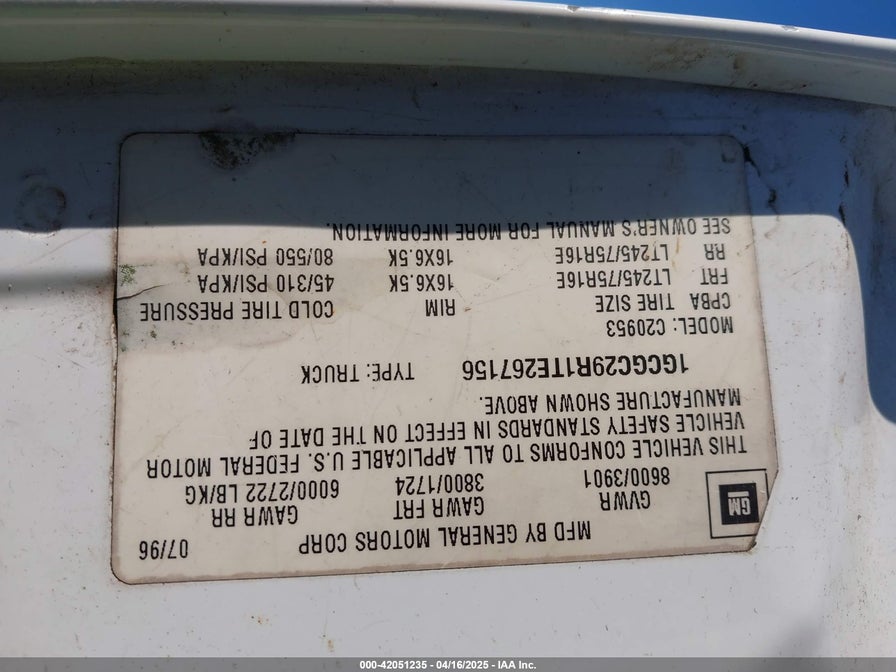 MFD BY GENERAL MOTORS CORP 07/96
GM
GVWR GAWR FRT GAWR RR
8600/3901 3800/1724 6000/2722 LB/KG
THIS VEHICLE CONFORMS TO ALL APPLICABLE U.S. FEDERAL MOTOR
VEHICLE SAFETY STANDARDS IN EFFECT ON THE DATE OF
MANUFACTURE SHOWN ABOVE.
1GCGC29R1TE267156 TYPE: TRUCK
MODEL: C20953
CPBA TIRE SIZE RIM COLD TIRE PRESSURE
FRT LT245/75R16E 16X6.5K 45/310 PSI/KPA
RR LT245/75R16E 16X6.5K 80/550 PSI/KPA
SEE OWNER'S MANUAL FOR MORE INFORMATION.
000-42051235 - 04/16/2025 - IAA Inc.